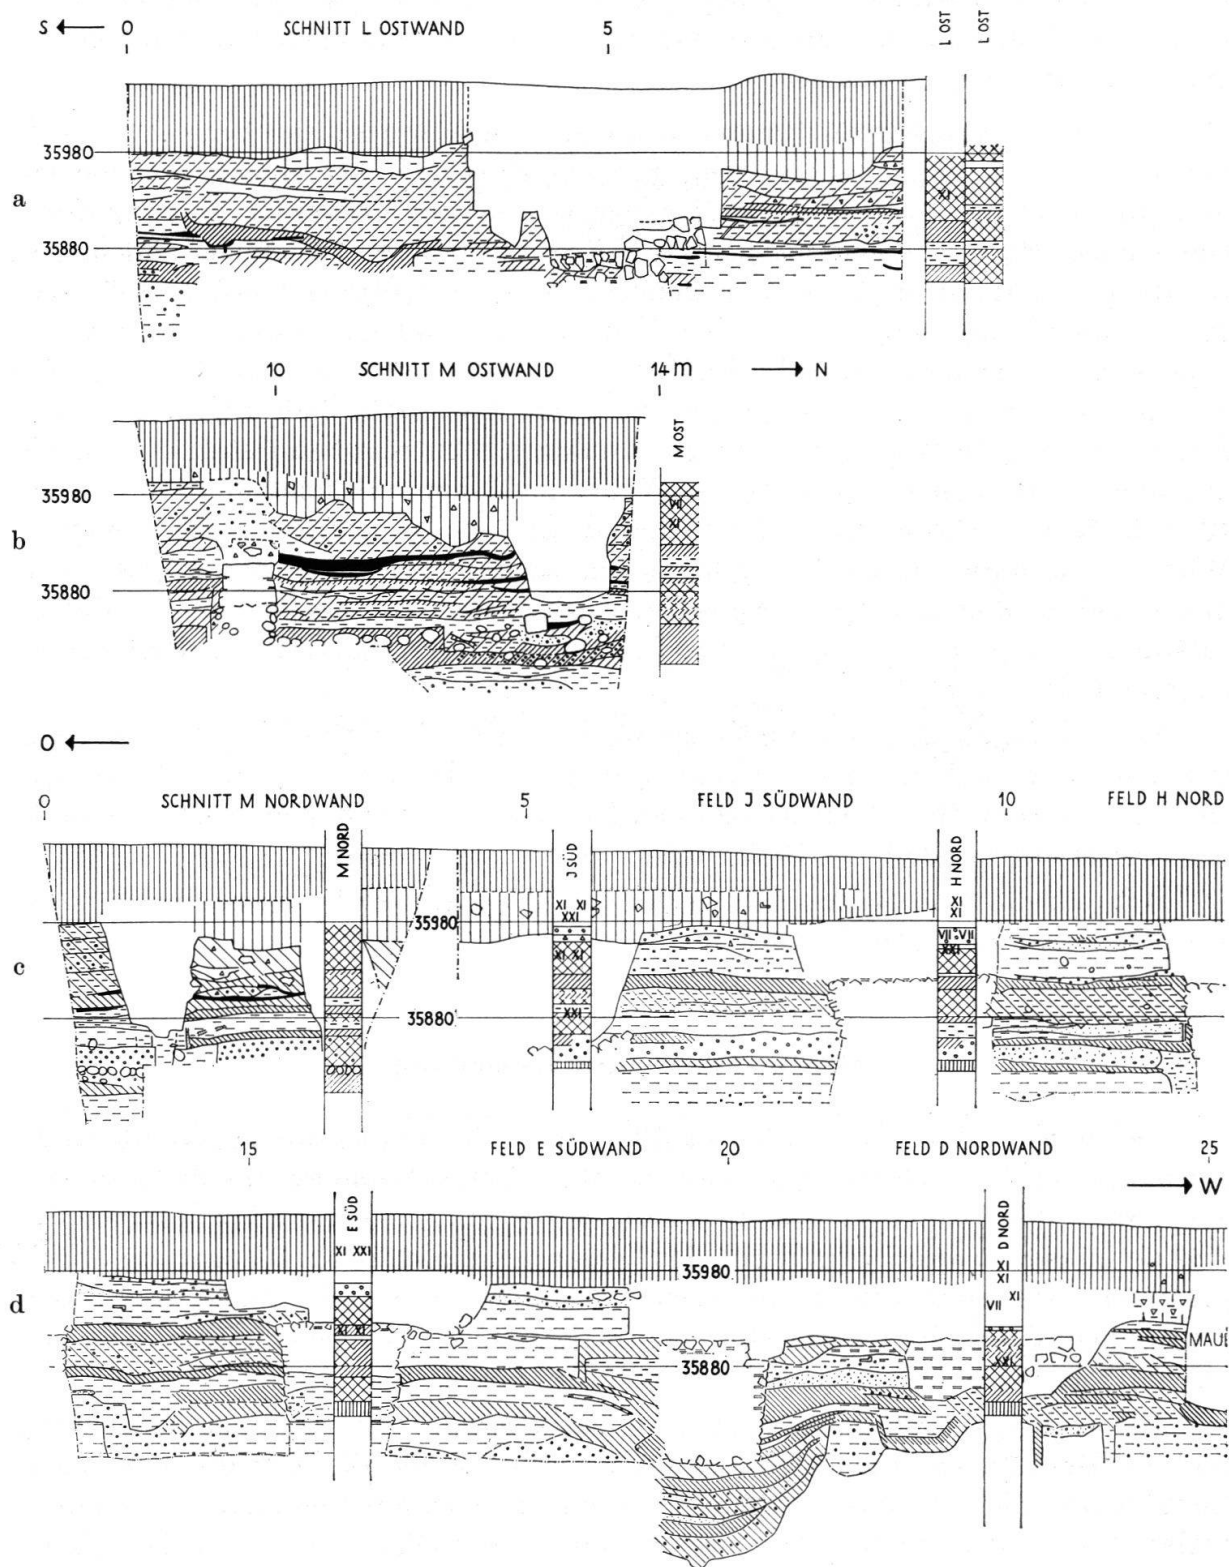 S 0 SCHNITT L OSTWAND 5 L OST L OST
35980
XI
a
35880
10 SCHNITT M OSTWAND 14 m N
M OST
35980
VII
XI
b
35880
O
0 SCHNITT M NORDWAND 5 FELD J SÜDWAND 10 FELD H NORD
M NORD J SÜD H NORD
XI XI XI
XXI XI
35980
VII VII
XI XI XXI
c
XXI
35880
15 FELD E SÜDWAND 20 FELD D NORDWAND 25
W
E SÜD D NORD
XI XXI
XI
35980
XI
XI
VII
d
XI XI
MAUE
35880
XXI